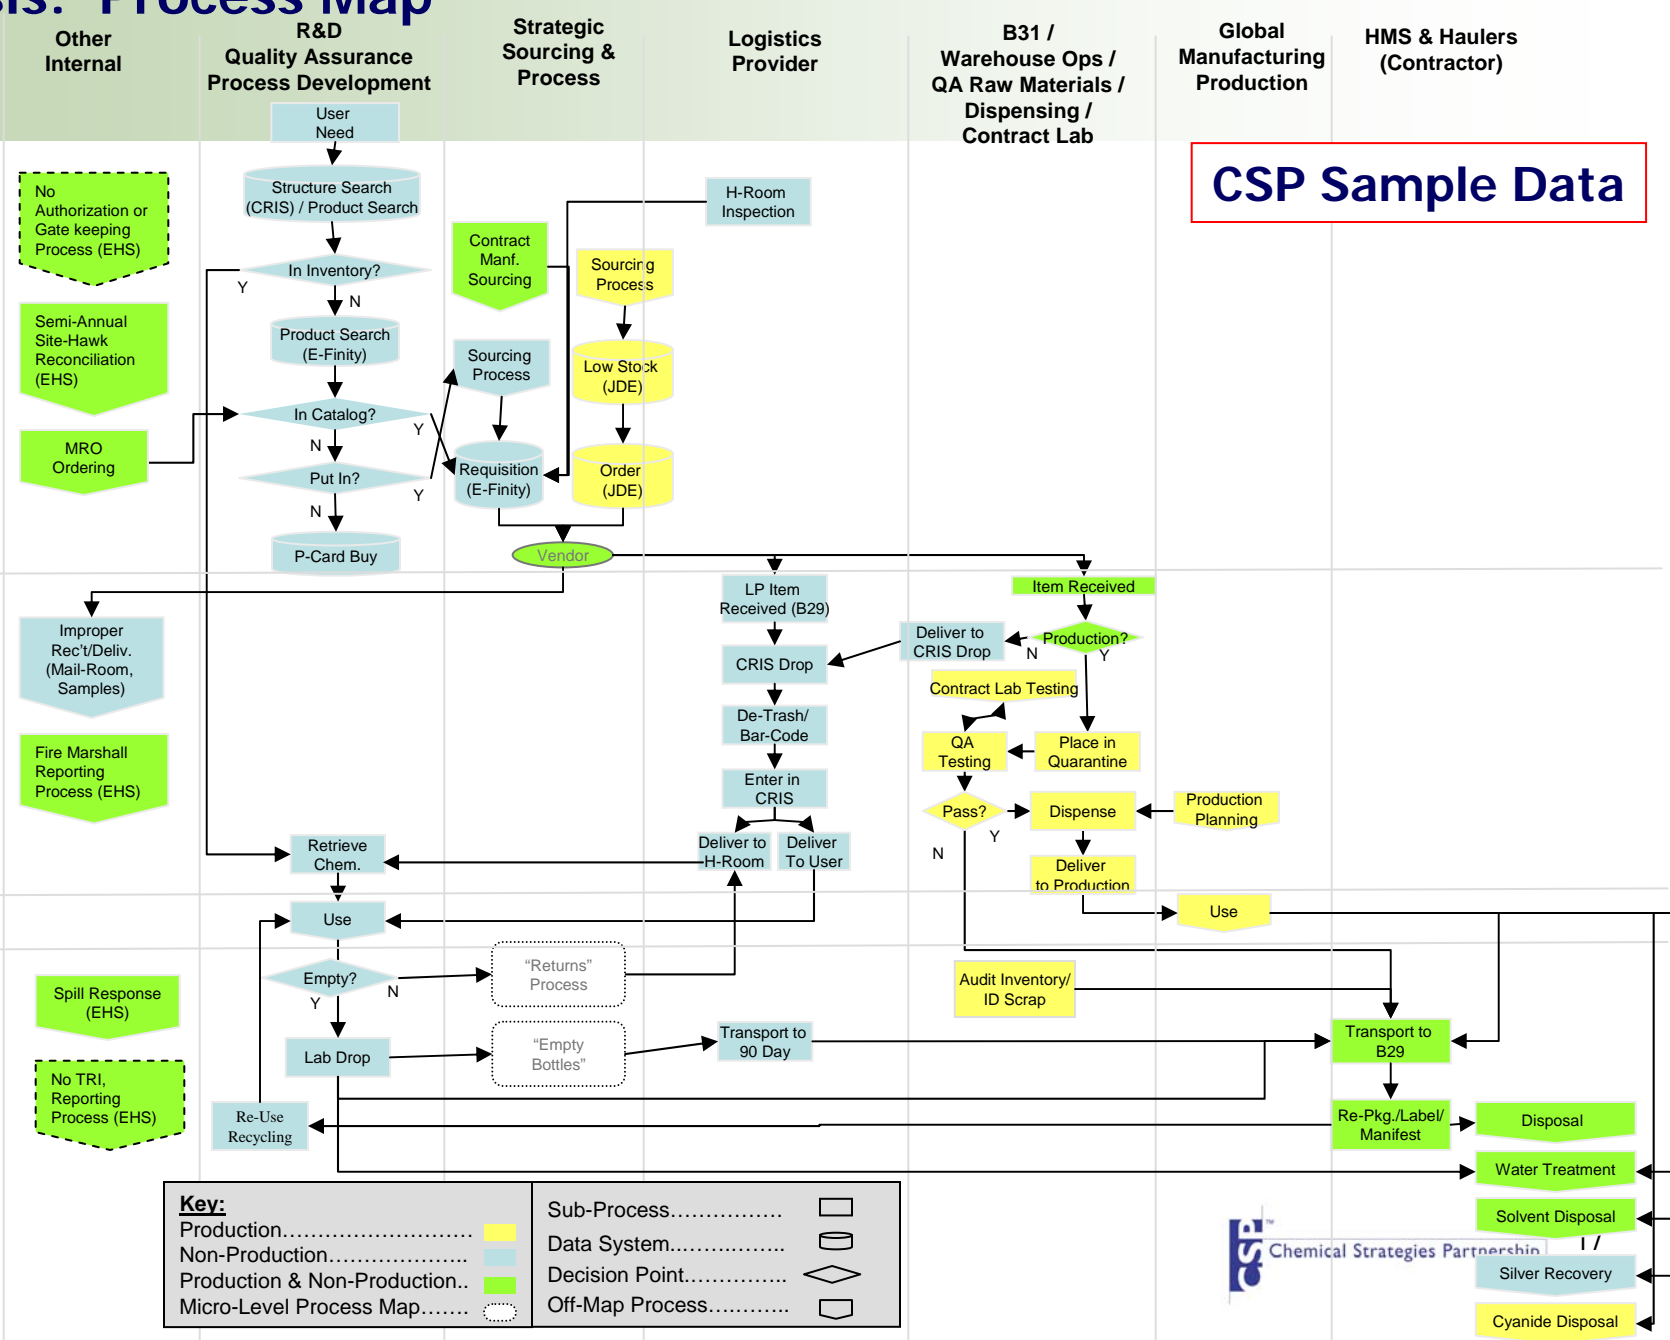 Process Map
Other
Internal
R&D
Quality Assurance
Process Development
Strategic
Sourcing &
Process
Logistics
Provider
B31 /
Warehouse Ops /
QA Raw Materials /
Dispensing /
Contract Lab
Global
Manufacturing
Production
HMS & Haulers
(Contractor)
CSP Sample Data
User
Need
Structure Search
(CRIS) / Product Search
In Inventory?
Y
N
Product Search
(E-Finity)
In Catalog?
Y
N
Put In?
Y
N
P-Card Buy
No
Authorization or
Gate keeping
Process (EHS)
Semi-Annual
Site-Hawk
Reconciliation
(EHS)
MRO
Ordering
Contract
Manf.
Sourcing
Sourcing
Process
Sourcing
Process
Low Stock
(JDE)
Requisition
(E-Finity)
Order
(JDE)
Vendor
H-Room
Inspection
Improper
Rec't/Deliv.
(Mail-Room,
Samples)
Fire Marshall
Reporting
Process (EHS)
LP Item
Received (B29)
CRIS Drop
De-Trash/
Bar-Code
Enter in
CRIS
Deliver to
H-Room
Deliver
To User
Item Received
Production?
N
Y
Deliver to
CRIS Drop
Contract Lab Testing
QA
Testing
Place in
Quarantine
Pass?
Y
N
Dispense
Production
Planning
Deliver
to Production
Retrieve
Chem.
Use
Use
Empty?
Y
N
"Returns"
Process
Audit Inventory/
ID Scrap
Spill Response
(EHS)
Lab Drop
"Empty
Bottles"
Transport to
90 Day
Transport to
B29
No TRI,
Reporting
Process (EHS)
Re-Use
Recycling
Re-Pkg./Label/
Manifest
Disposal
Water Treatment
Solvent Disposal
Silver Recovery
Cyanide Disposal
Key:
Production........................
Non-Production....................
Production & Non-Production..
Micro-Level Process Map.......
Sub-Process................
Data System................
Decision Point..............
Off-Map Process............
CSP™
Chemical Strategies Partnership